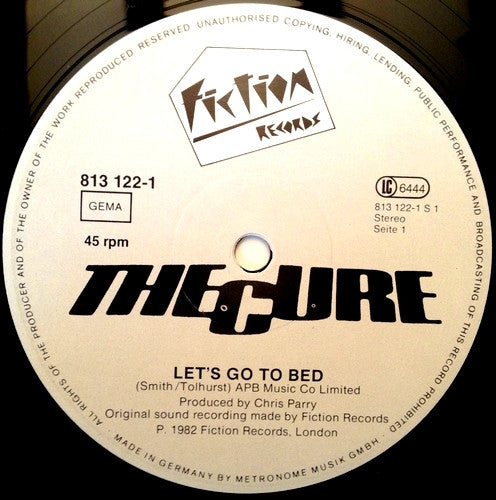 ALL RIGHTS OF THE PRODUCER AND OF THE OWNER OF THE WORK REPRODUCED RESERVED. UNAUTHORISED COPYING, HIRING, LENDING, PUBLIC PERFORMANCE AND BROADCASTING OF THIS RECORD PROHIBITED
Fiction
RECORDS
813 122-1
GEMA
45 rpm
LC 6444
813 122-1 S 1
Stereo
Seite 1
THE CURE
LET'S GO TO BED
(Smith/Tolhurst) APB Music Co Limited
Produced by Chris Parry
Original sound recording made by Fiction Records
P. 1982 Fiction Records, London
MADE IN GERMANY BY METRONOME MUSIK GMBH